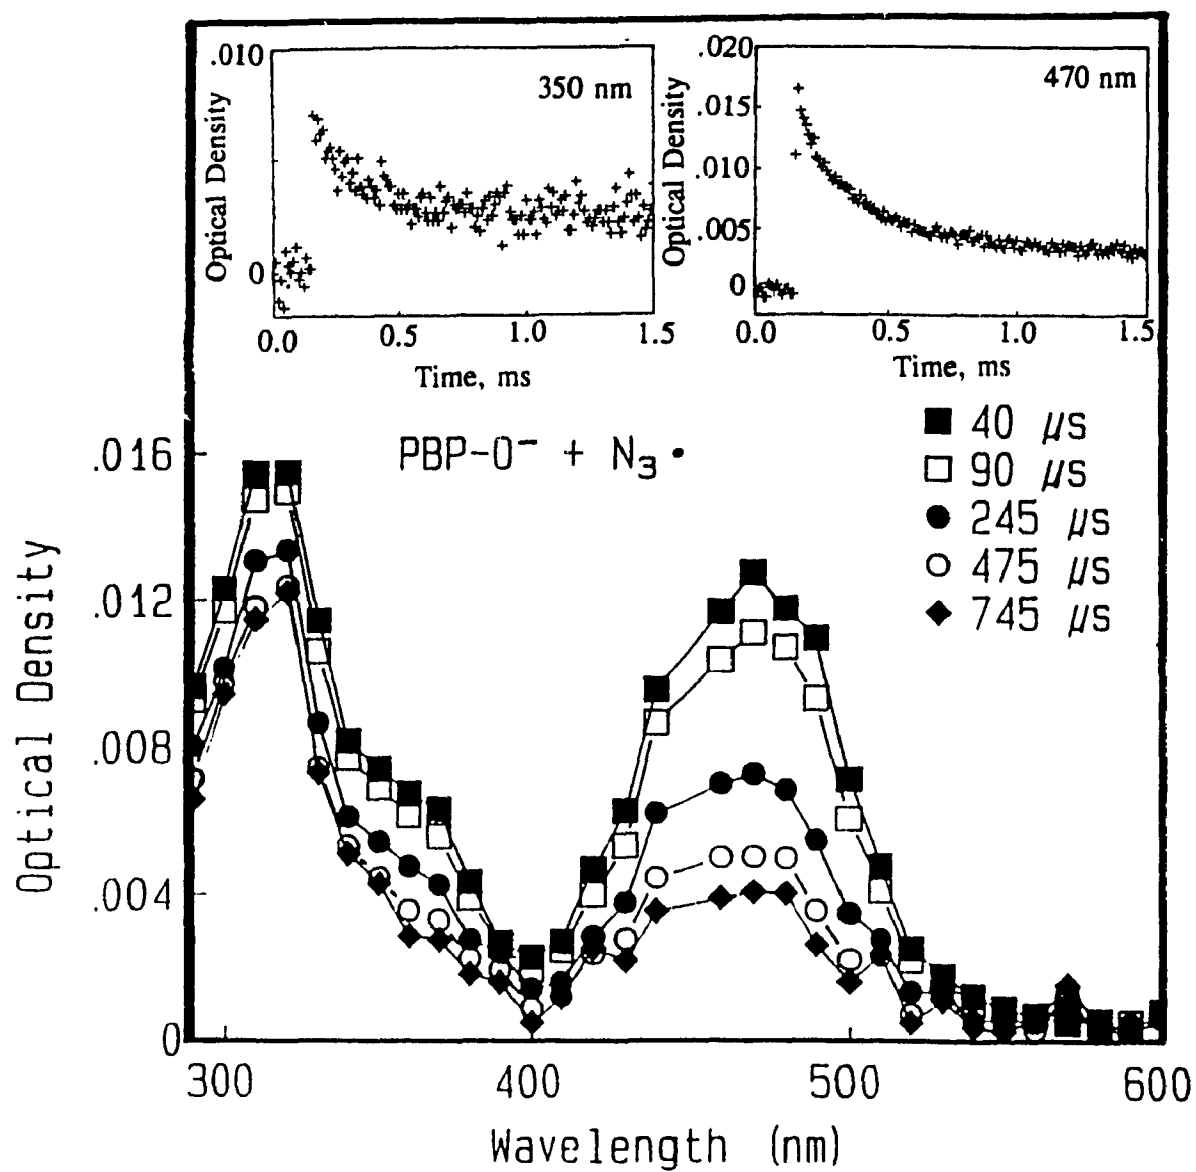 .010
350 nm
Optical Density
0
0.0 0.5 1.0 1.5
Time, ms
.020
470 nm
.015
.010
.005
0
Optical Density
0.0 0.5 1.0 1.5
Time, ms
PBP-O⁻ + N₃•
40 μs
90 μs
245 μs
475 μs
745 μs
.016
.012
.008
.004
0
Optical Density
300 400 500 600
Wavelength (nm)